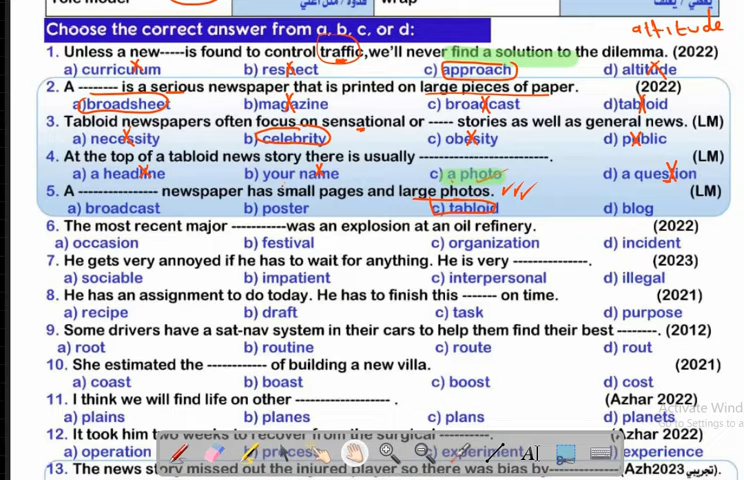 wrap
altitude
Choose the correct answer from a, b, c, or d:
1. Unless a new-----is found to control traffic,we'll never find a solution to the dilemma. (2022)
a) curriculum b) respect c) approach d) altitude
2. A -------- is a serious newspaper that is printed on large pieces of paper. (2022)
a)broadsheet b)magazine c) broadcast d)tabloid
3. Tabloid newspapers often focus on sensational or ----- stories as well as general news. (LM)
a) necessity b) celebrity c) obesity d) public
4. At the top of a tabloid news story there is usually --------------------------. (LM)
a) a headline b) your name c) a photo d) a question
5. A ---------------- newspaper has small pages and large photos. (LM)
a) broadcast b) poster c) tabloid d) blog
6. The most recent major -----------was an explosion at an oil refinery. (2022)
a) occasion b) festival c) organization d) incident
7. He gets very annoyed if he has to wait for anything. He is very ---------------. (2023)
a) sociable b) impatient c) interpersonal d) illegal
8. He has an assignment to do today. He has to finish this ------- on time. (2021)
a) recipe b) draft c) task d) purpose
9. Some drivers have a sat-nav system in their cars to help them find their best --------. (2012)
a) root b) routine c) route d) rout
10. She estimated the ------------ of building a new villa. (2021)
a) coast b) boast c) boost d) cost
11. I think we will find life on other ------------------- . (Azhar 2022)
a) plains b) planes c) plans d) planets
Activate Wind
Go to Settings to a
12. It took him two weeks to recover from the surgical ----------. (Azhar 2022)
a) operation b) process c) experiment d) experience
13. The news story missed out the injured player so there was bias by-------------- (تجريبي Azh2023).